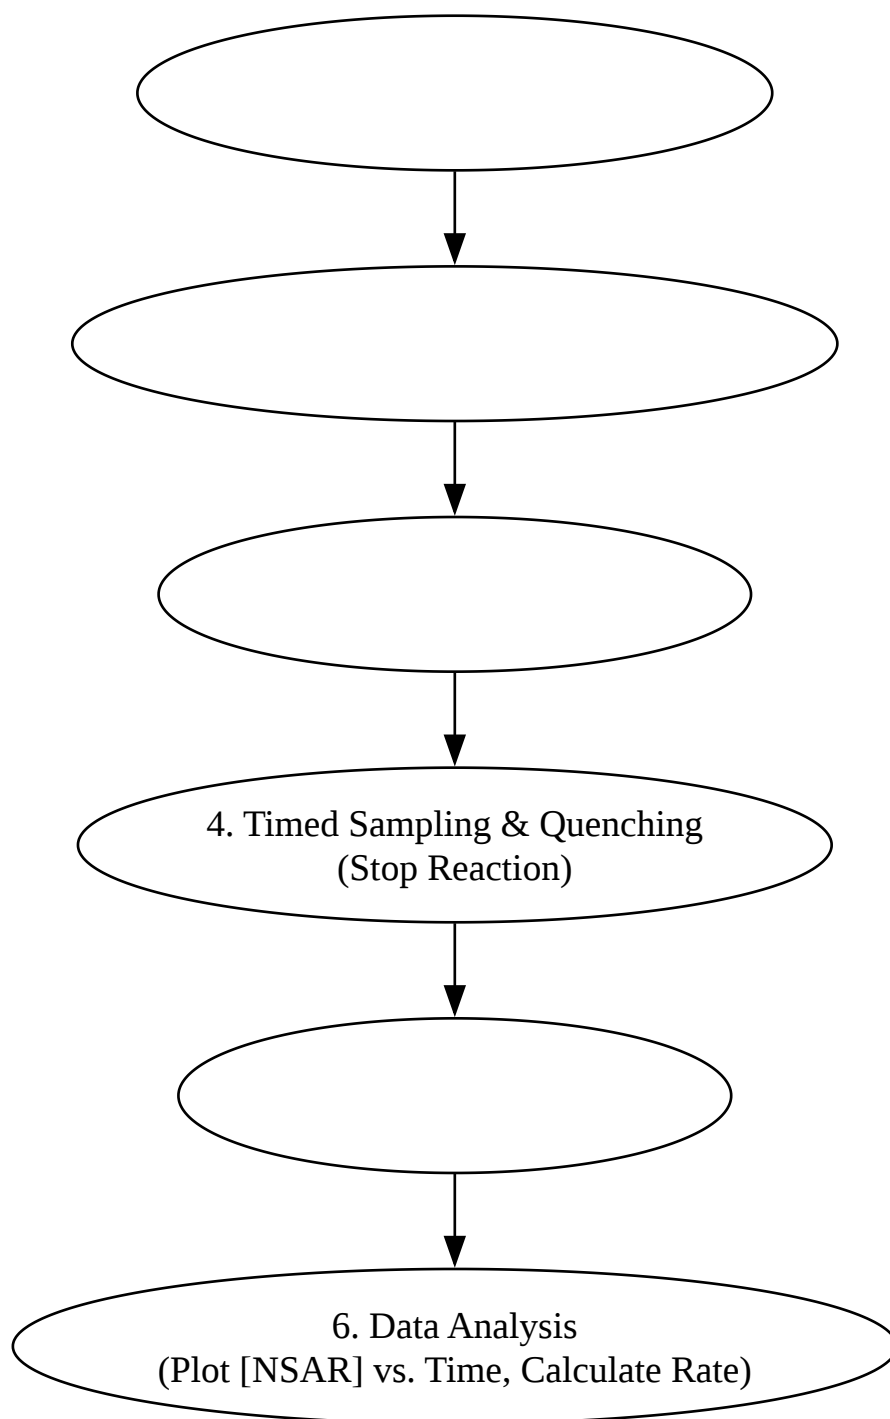 4. Timed Sampling & Quenching
(Stop Reaction)
6. Data Analysis
(Plot [NSAR] vs. Time, Calculate Rate)